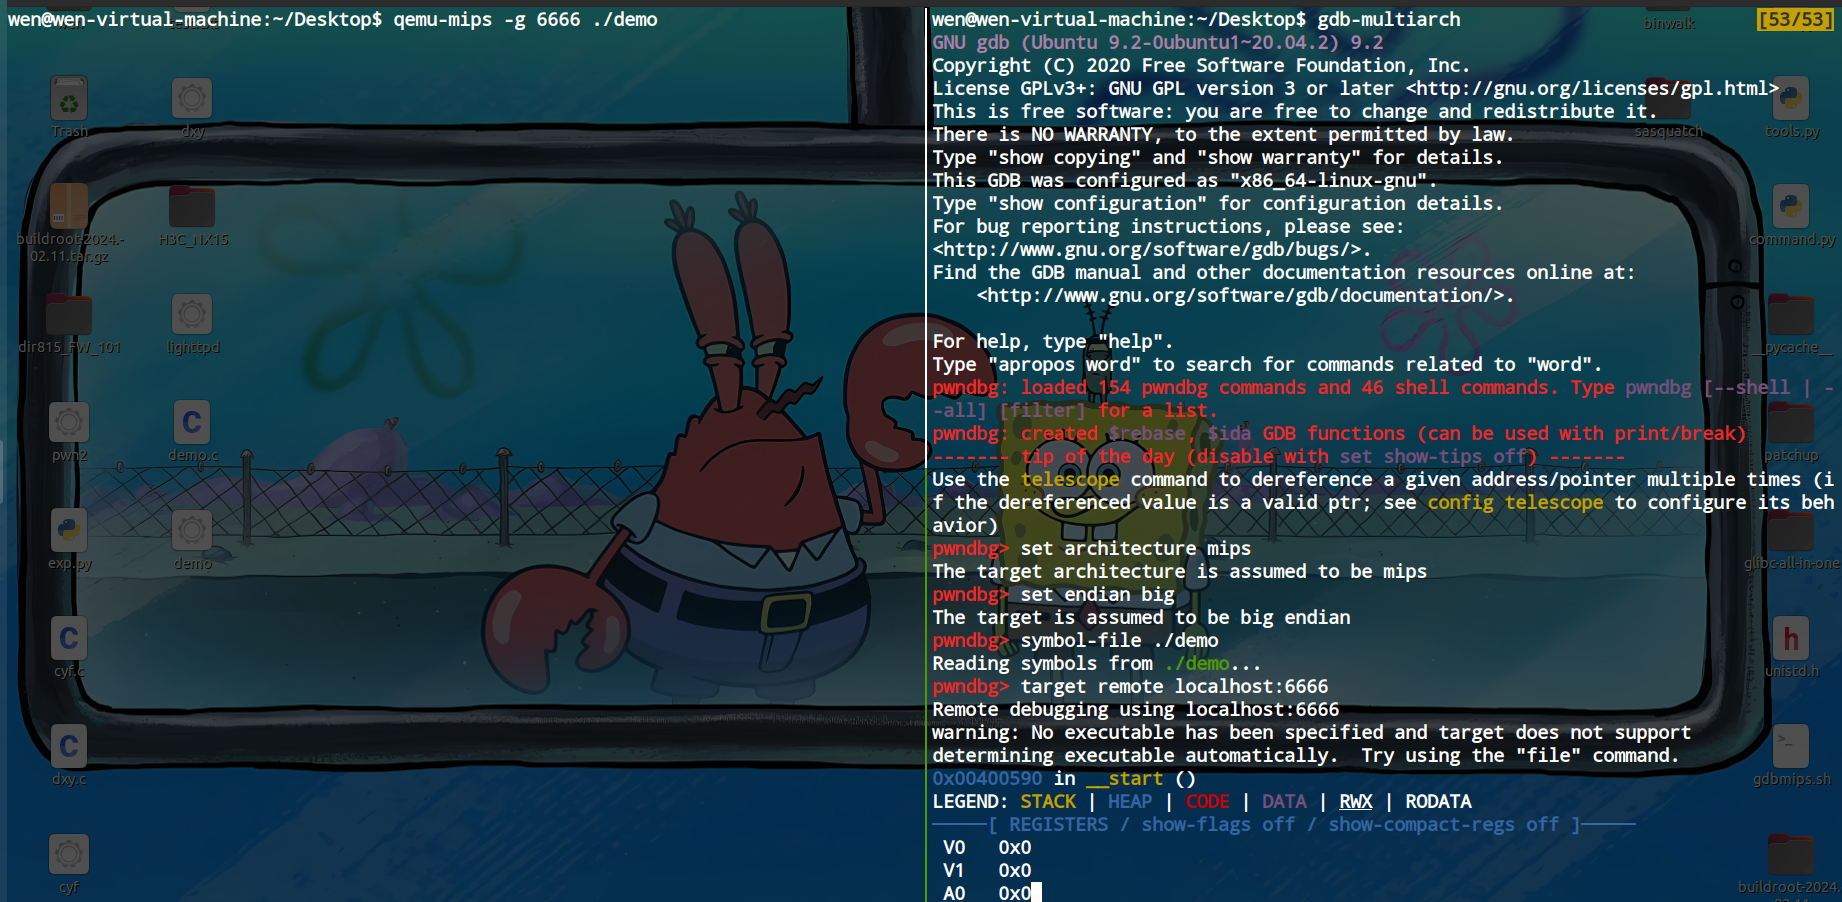 wen@wen-virtual-machine:~/Desktop$ qemu-mips -g 6666 ./demo
Trash
dxy
buildroot-2024.-
02.11.tar.gz
H3C_NX15
dir815_FW_101
lighttpd
pwn2
demo.c
exp.py
demo
cyf.c
dxy.c
cyf
wen@wen-virtual-machine:~/Desktop$ gdb-multiarch
[53/53]
GNU gdb (Ubuntu 9.2-0ubuntu1~20.04.2) 9.2
Copyright (C) 2020 Free Software Foundation, Inc.
License GPLv3+: GNU GPL version 3 or later <http://gnu.org/licenses/gpl.html>
This is free software: you are free to change and redistribute it.
There is NO WARRANTY, to the extent permitted by law.
Type "show copying" and "show warranty" for details.
This GDB was configured as "x86_64-linux-gnu".
Type "show configuration" for configuration details.
For bug reporting instructions, please see:
<http://www.gnu.org/software/gdb/bugs/>.
Find the GDB manual and other documentation resources online at:
    <http://www.gnu.org/software/gdb/documentation/>.
For help, type "help".
Type "apropos word" to search for commands related to "word".
pwndbg: loaded 154 pwndbg commands and 46 shell commands. Type pwndbg [--shell | -
-all] [filter] for a list.
pwndbg: created $rebase, $ida GDB functions (can be used with print/break)
------- tip of the day (disable with set show-tips off) -------
Use the telescope command to dereference a given address/pointer multiple times (i
f the dereferenced value is a valid ptr; see config telescope to configure its beh
avior)
pwndbg> set architecture mips
The target architecture is assumed to be mips
pwndbg> set endian big
The target is assumed to be big endian
pwndbg> symbol-file ./demo
Reading symbols from ./demo...
pwndbg> target remote localhost:6666
Remote debugging using localhost:6666
warning: No executable has been specified and target does not support
determining executable automatically.  Try using the "file" command.
0x00400590 in __start ()
LEGEND: STACK | HEAP | CODE | DATA | RWX | RODATA
─────[ REGISTERS / show-flags off / show-compact-regs off ]─────
V0   0x0
V1   0x0
A0   0x0
binwalk
sasquatch
tools.py
command.py
__pycache__
patchup
glibc-all-in-one
unistd.h
gdbmips.sh
buildroot-2024.